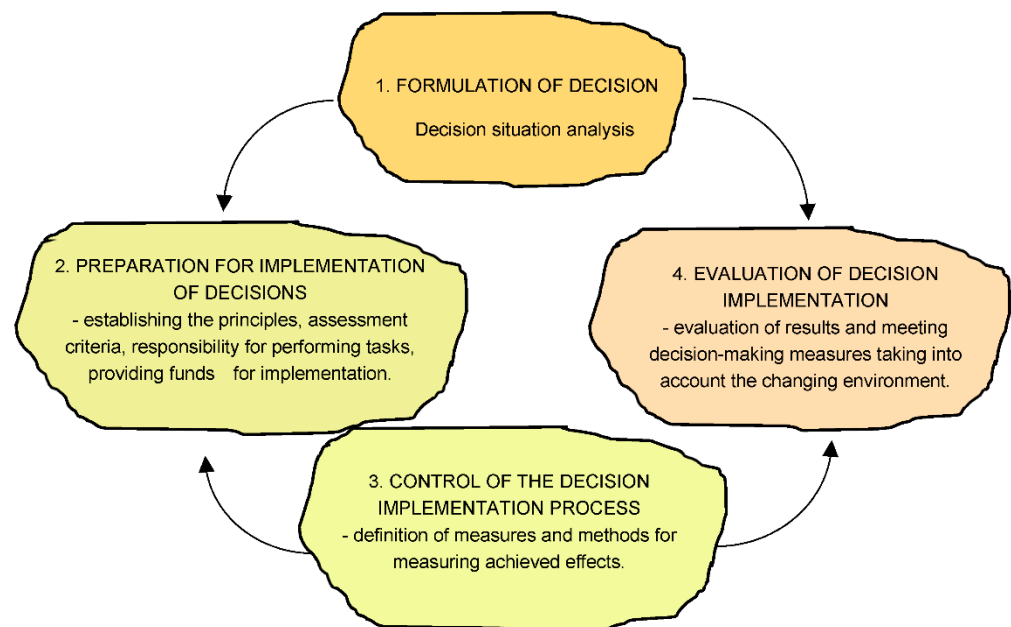 1. FORMULATION OF DECISION
Decision situation analysis
2. PREPARATION FOR IMPLEMENTATION
OF DECISIONS
- establishing the principles, assessment
criteria, responsibility for performing tasks,
providing funds for implementation.
3. CONTROL OF THE DECISION
IMPLEMENTATION PROCESS
- definition of measures and methods for
measuring achieved effects.
4. EVALUATION OF DECISION
IMPLEMENTATION
- evaluation of results and meeting
decision-making measures taking into
account the changing environment.